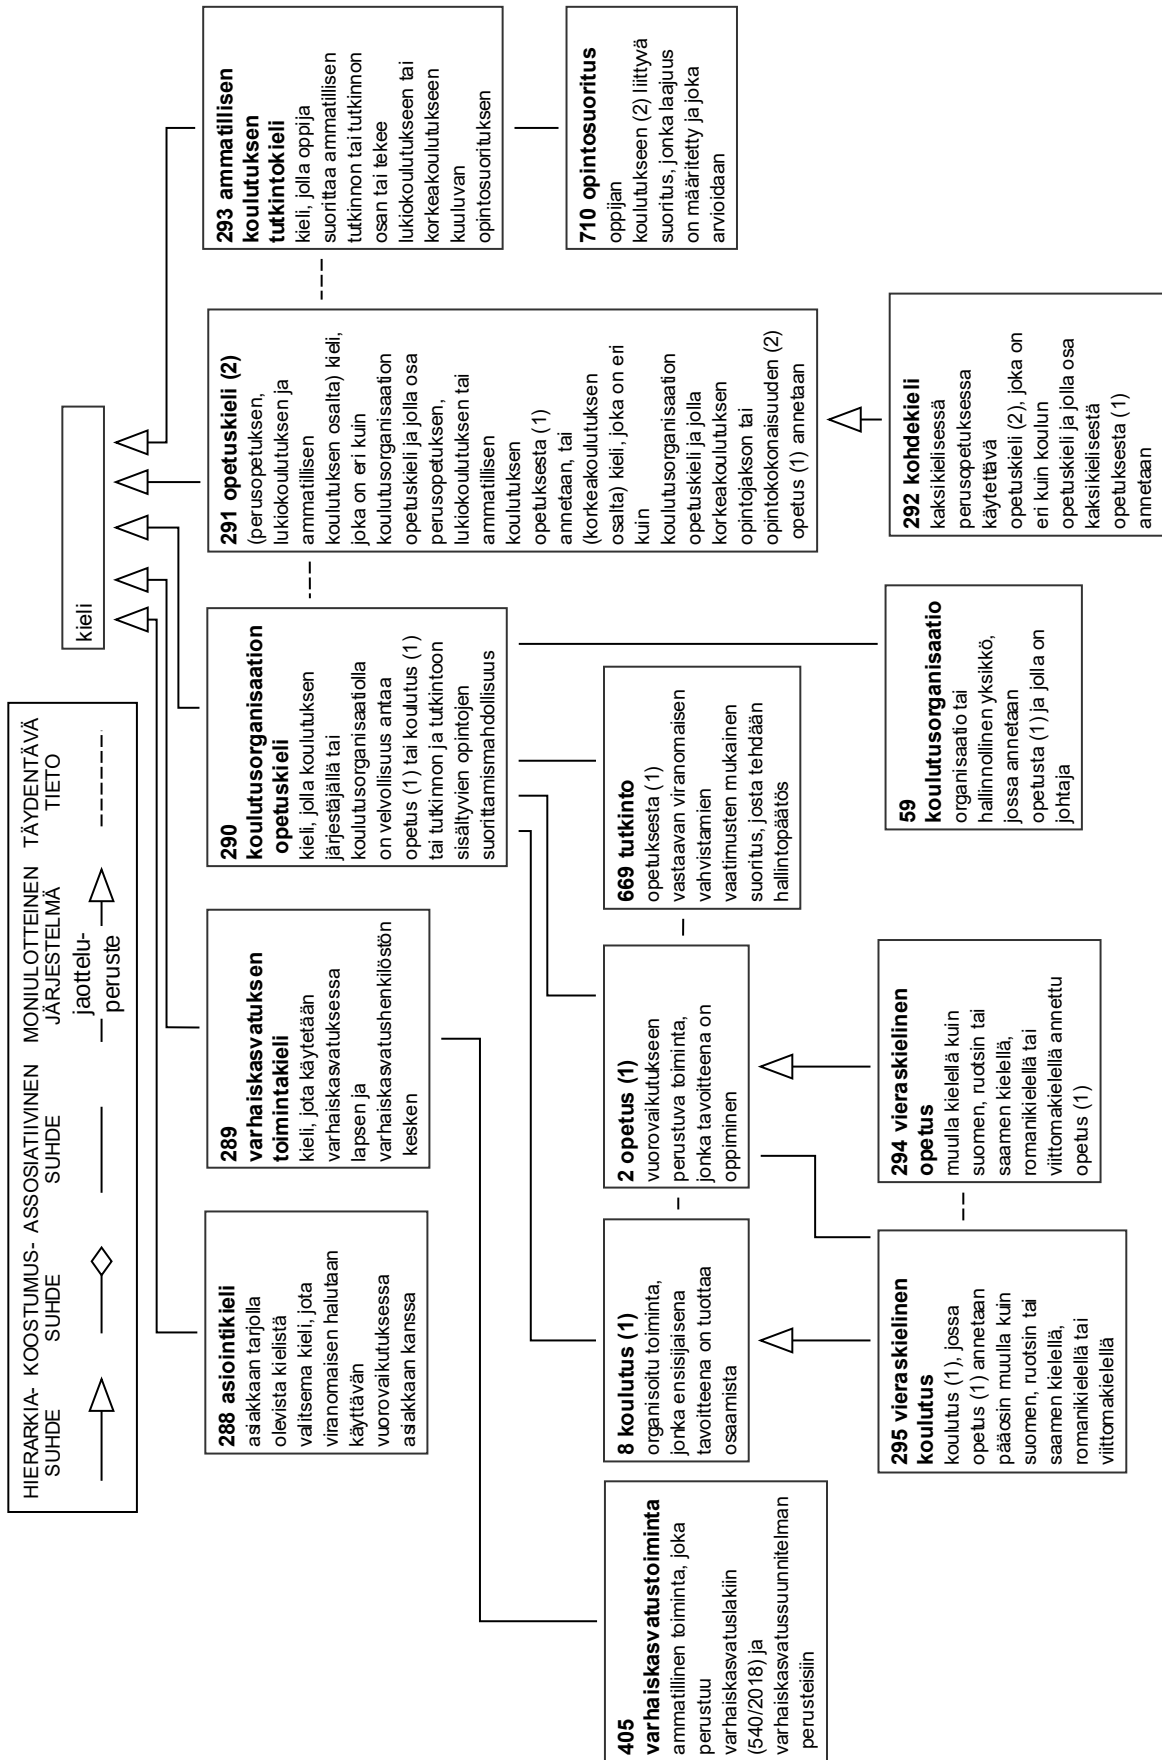 HIERARKIA-
SUHDE
KOOSTUMUS-
SUHDE
ASSOSIATIIVINEN
SUHDE
MONIULOTTEINEN
JÄRJESTELMÄ
jaottelu-
peruste
TÄYDENTÄVÄ
TIETO
kieli
288 asiointikieli
asiakkaan tarjolla
olevista kielistä
valitsema kieli, jota
viranomaisen halutaan
käyttävän
vuorovaikutuksessa
asiakkaan kanssa
289
varhaiskasvatuksen
toimintakieli
kieli, jota käytetään
varhaiskasvatuksessa
lapsen ja
varhaiskasvatushenkilöstön
kesken
290
koulutusorganisaation
opetuskieli
kieli, jolla koulutuksen
järjestäjällä tai
koulutusorganisaatiolla
on velvollisuus antaa
opetus (1) tai koulutus (1)
tai tutkinnon ja tutkintoon
sisältyvien opintojen
suorittamismahdollisuus
291 opetuskieli (2)
(perusopetuksen,
lukiokoulutuksen ja
ammatillisen
koulutuksen osalta) kieli,
joka on eri kuin
koulutusorganisaation
opetuskieli ja jolla osa
perusopetuksen,
lukiokoulutuksen tai
ammatillisen
koulutuksen
opetuksesta (1)
annetaan, tai
(korkeakoulutuksen
osalta) kieli, joka on eri
kuin
koulutusorganisaation
opetuskieli ja jolla
korkeakoulutuksen
opintojakson tai
opintokokonaisuuden (2)
opetus (1) annetaan
293 ammatillisen
koulutuksen
tutkintokieli
kieli, jolla oppija
suorittaa ammatillisen
tutkinnon tai tutkinnon
osan tai tekee
lukiokoulutukseen tai
korkeakoulutukseen
kuuluvan
opintosuorituksen
405
varhaiskasvatustoiminta
ammatillinen toiminta, joka
perustuu
varhaiskasvatuslakiin
(540/2018) ja
varhaiskasvatussuunnitelman
perusteisiin
8 koulutus (1)
organisoitu toiminta,
jonka ensisijaisena
tavoitteena on tuottaa
osaamista
2 opetus (1)
vuorovaikutukseen
perustuva toiminta,
jonka tavoitteena on
oppiminen
669 tutkinto
opetuksesta (1)
vastaavan viranomaisen
vahvistamien
vaatimusten mukainen
suoritus, josta tehdään
hallintopäätös
710 opintosuoritus
oppijan
koulutukseen (2) liittyvä
suoritus, jonka laajuus
on määritetty ja joka
arvioidaan
295 vieraskielinen
koulutus
koulutus (1), jossa
opetus (1) annetaan
pääosin muulla kuin
suomen, ruotsin tai
saamen kielellä,
romanikielellä tai
viittomakielellä
294 vieraskielinen
opetus
muulla kielellä kuin
suomen, ruotsin tai
saamen kielellä,
romanikielellä tai
viittomakielellä annettu
opetus (1)
59
koulutusorganisaatio
organisaatio tai
hallinnollinen yksikkö,
jossa annetaan
opetusta (1) ja jolla on
johtaja
292 kohdekieli
kaksikielisessä
perusopetuksessa
käytettävä
opetuskieli (2), joka on
eri kuin koulun
opetuskieli ja jolla osa
kaksikielisestä
opetuksesta (1)
annetaan